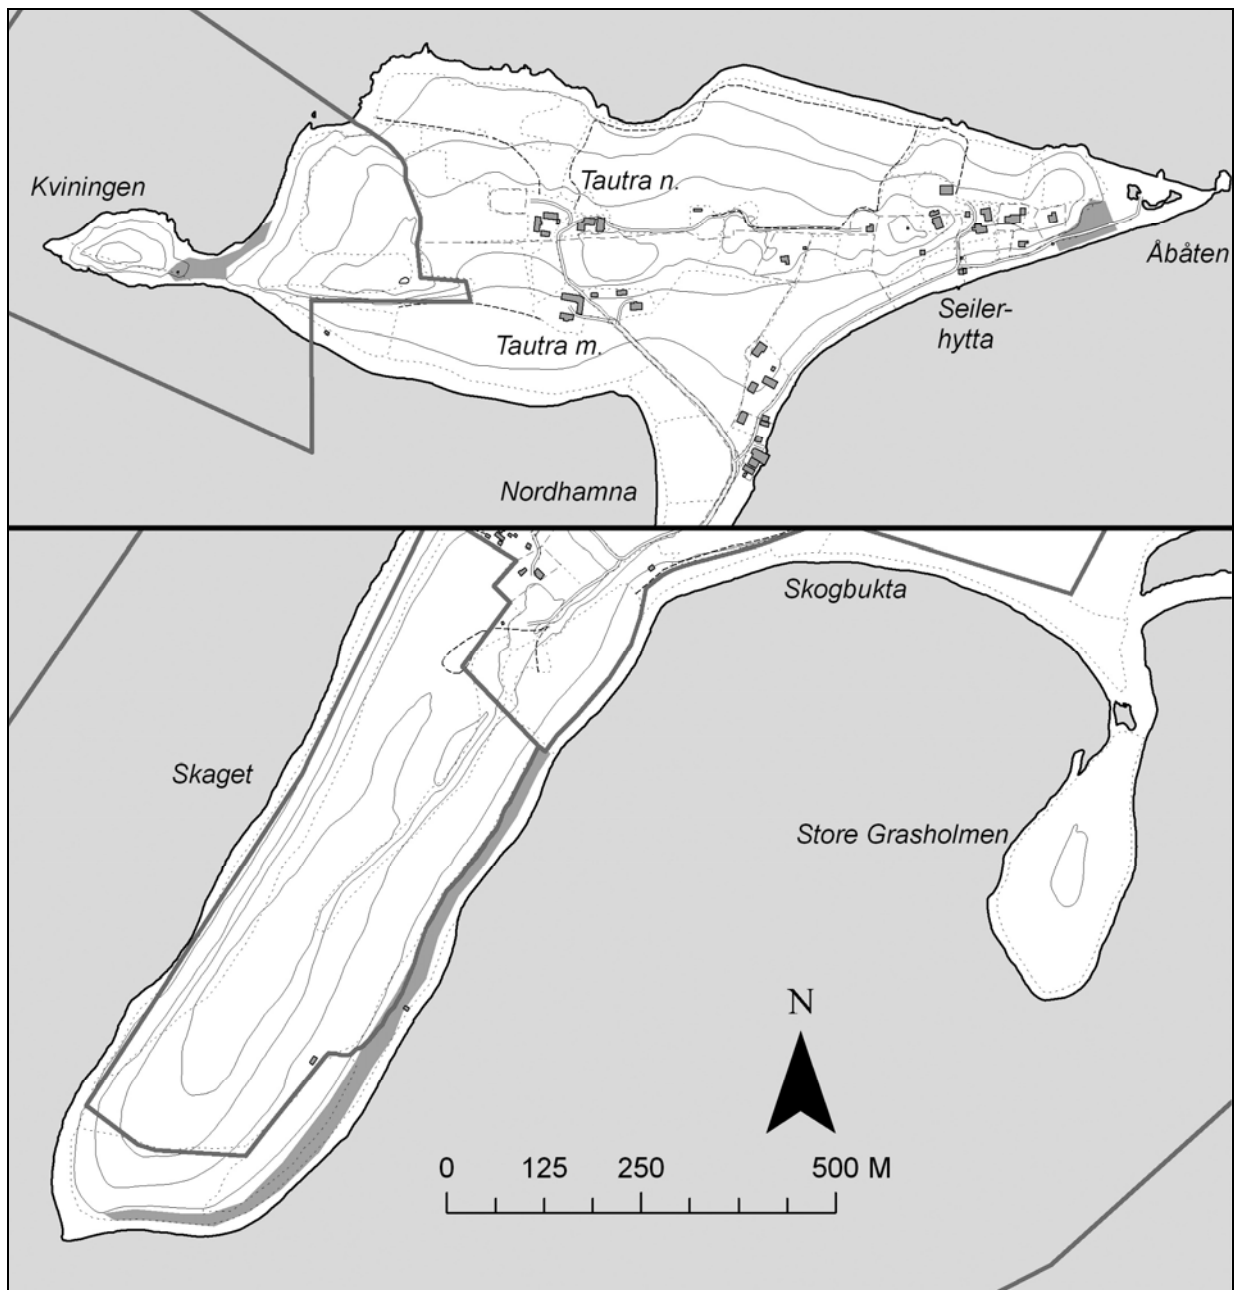 Kviningen
Tautra n.
Åbåten
Seiler-
hytta
Tautra m.
Nordhamna
Skogbukta
Skaget
Store Grasholmen
N
0 125 250 500 M